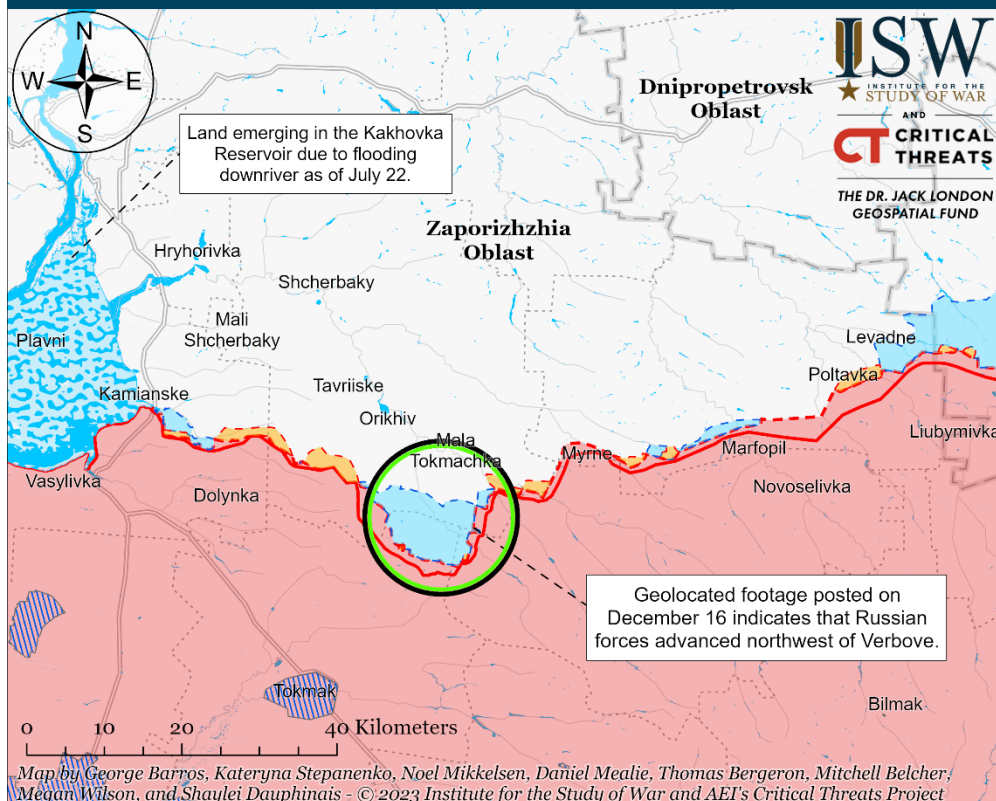 N
W E
S
ISW
INSTITUTE FOR THE
STUDY OF WAR
AND
CT CRITICAL
THREATS
THE DR. JACK LONDON
GEOSPATIAL FUND
Dnipropetrovsk
Oblast
Land emerging in the Kakhovka
Reservoir due to flooding
downriver as of July 22.
Zaporizhzhia
Oblast
Hryhorivka
Shcherbaky
Mali
Shcherbaky
Plavni
Levadne
Poltavka
Tavriiske
Kamianske
Orikhiv
Mala
Tokmachka
Myrne
Marfopil
Liubymivka
Vasylivka
Dolynka
Novoselivka
Geolocated footage posted on
December 16 indicates that Russian
forces advanced northwest of Verbove.
Tokmak
Bilmak
0 20 40 Kilometers
Map by George Barros, Kateryna Stepanenko, Noel Mikkelsen, Daniel Mealie, Thomas Bergeron, Mitchell Belcher,
Megan Wilson, and Shaylei Dauphinais - © 2023 Institute for the Study of War and AEI's Critical Threats Project